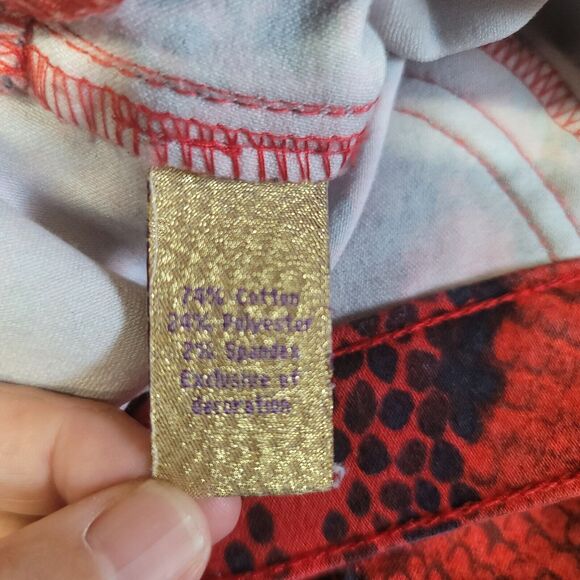 74% Cotton
24% Polyester
2% Spandex
Exclusive of
decoration